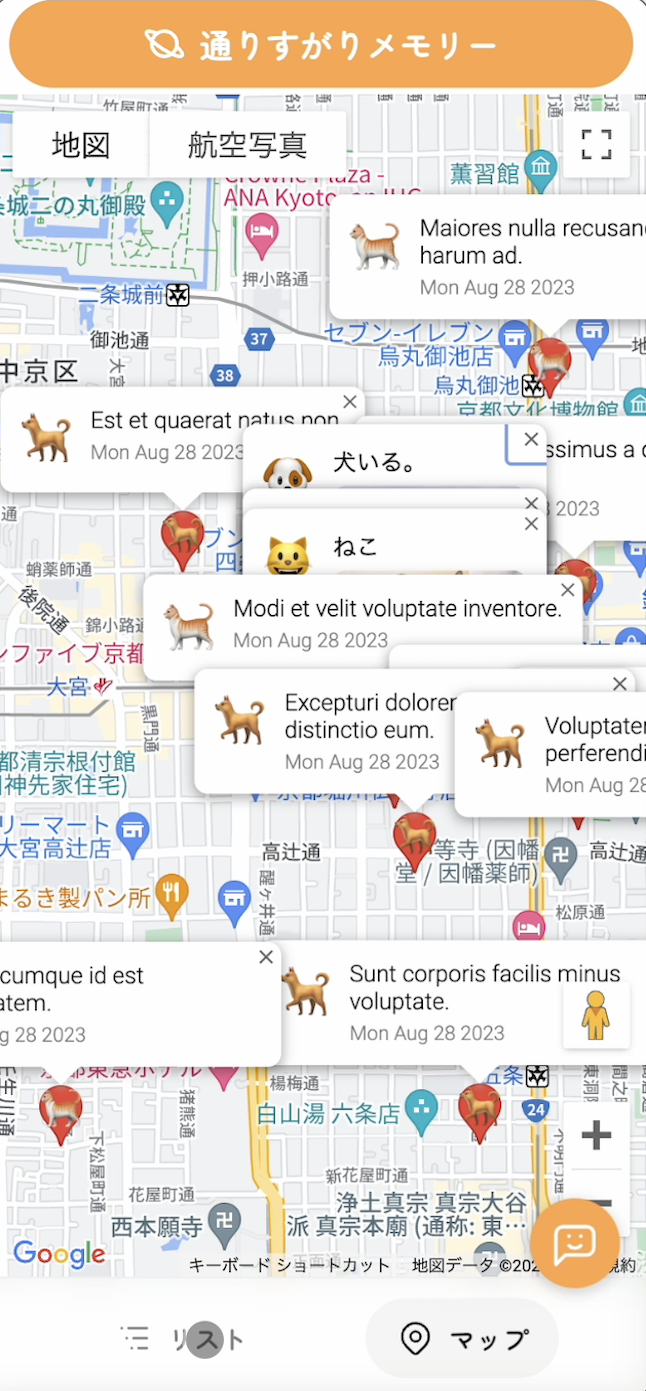 通りすがりメモリー
竹屋町通
地図
航空写真
Crowne Plaza -
ANA Kyoto
薫習館
条城二の丸御殿
押小路通
Maiores nulla
harum ad.
Mon Aug 28 2023
二条城前
御池通
37
38
セブン-イレブン
烏丸御池店
烏丸御池
京都文化博物館
中京区
Est et quaerat natus non
Mon Aug 28 2023
犬いる。
ねこ
2023
四
蛸薬師通
後院通
錦小路通
ンファイブ京都
Modi et velit voluptate inventore.
Mon Aug 28 2023
大宮
黒門通
Excepturi
distinctio eum.
Mon Aug 28 2023
Mon Aug 28
都清宗根付館
神先家住宅)
リーマート
大宮高辻店
高辻通
等寺 (因幡
堂 / 因幡薬師)
高辻通
まるき製パン所
醒ヶ井通
松原通
cumque id est
28 2023
Sunt corporis facilis minus
voluptate.
Mon Aug 28 2023
東急ホテル
楊梅通
五条
24
猪熊通
白山湯 六条店
下松屋町通
新花屋町通
花屋町通
西本願寺
浄土真宗 真宗大谷
派 真宗本廟 (通称: 東…
Google
キーボード ショートカット
地図データ
規約
リスト
マップ